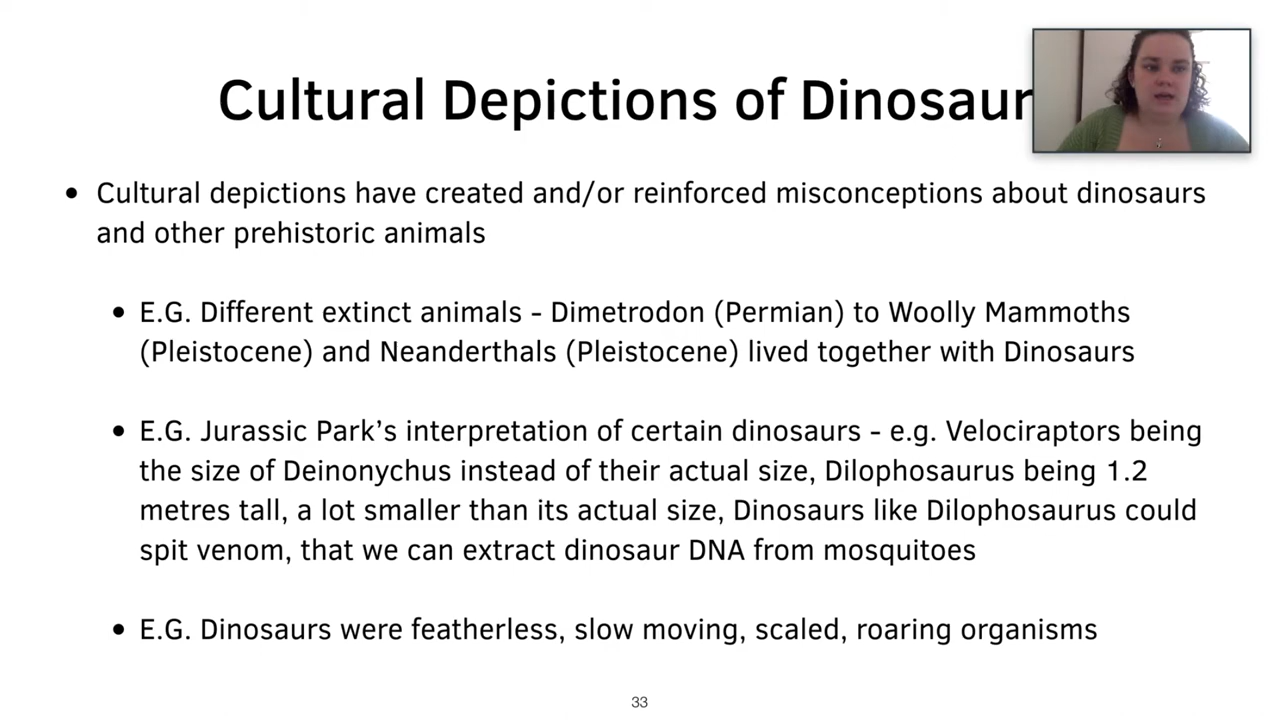 Cultural Depictions of Dinosaur
• Cultural depictions have created and/or reinforced misconceptions about dinosaurs
and other prehistoric animals
• E.G. Different extinct animals - Dimetrodon (Permian) to Woolly Mammoths
(Pleistocene) and Neanderthals (Pleistocene) lived together with Dinosaurs
• E.G. Jurassic Park's interpretation of certain dinosaurs - e.g. Velociraptors being
the size of Deinonychus instead of their actual size, Dilophosaurus being 1.2
metres tall, a lot smaller than its actual size, Dinosaurs like Dilophosaurus could
spit venom, that we can extract dinosaur DNA from mosquitoes
• E.G. Dinosaurs were featherless, slow moving, scaled, roaring organisms
33